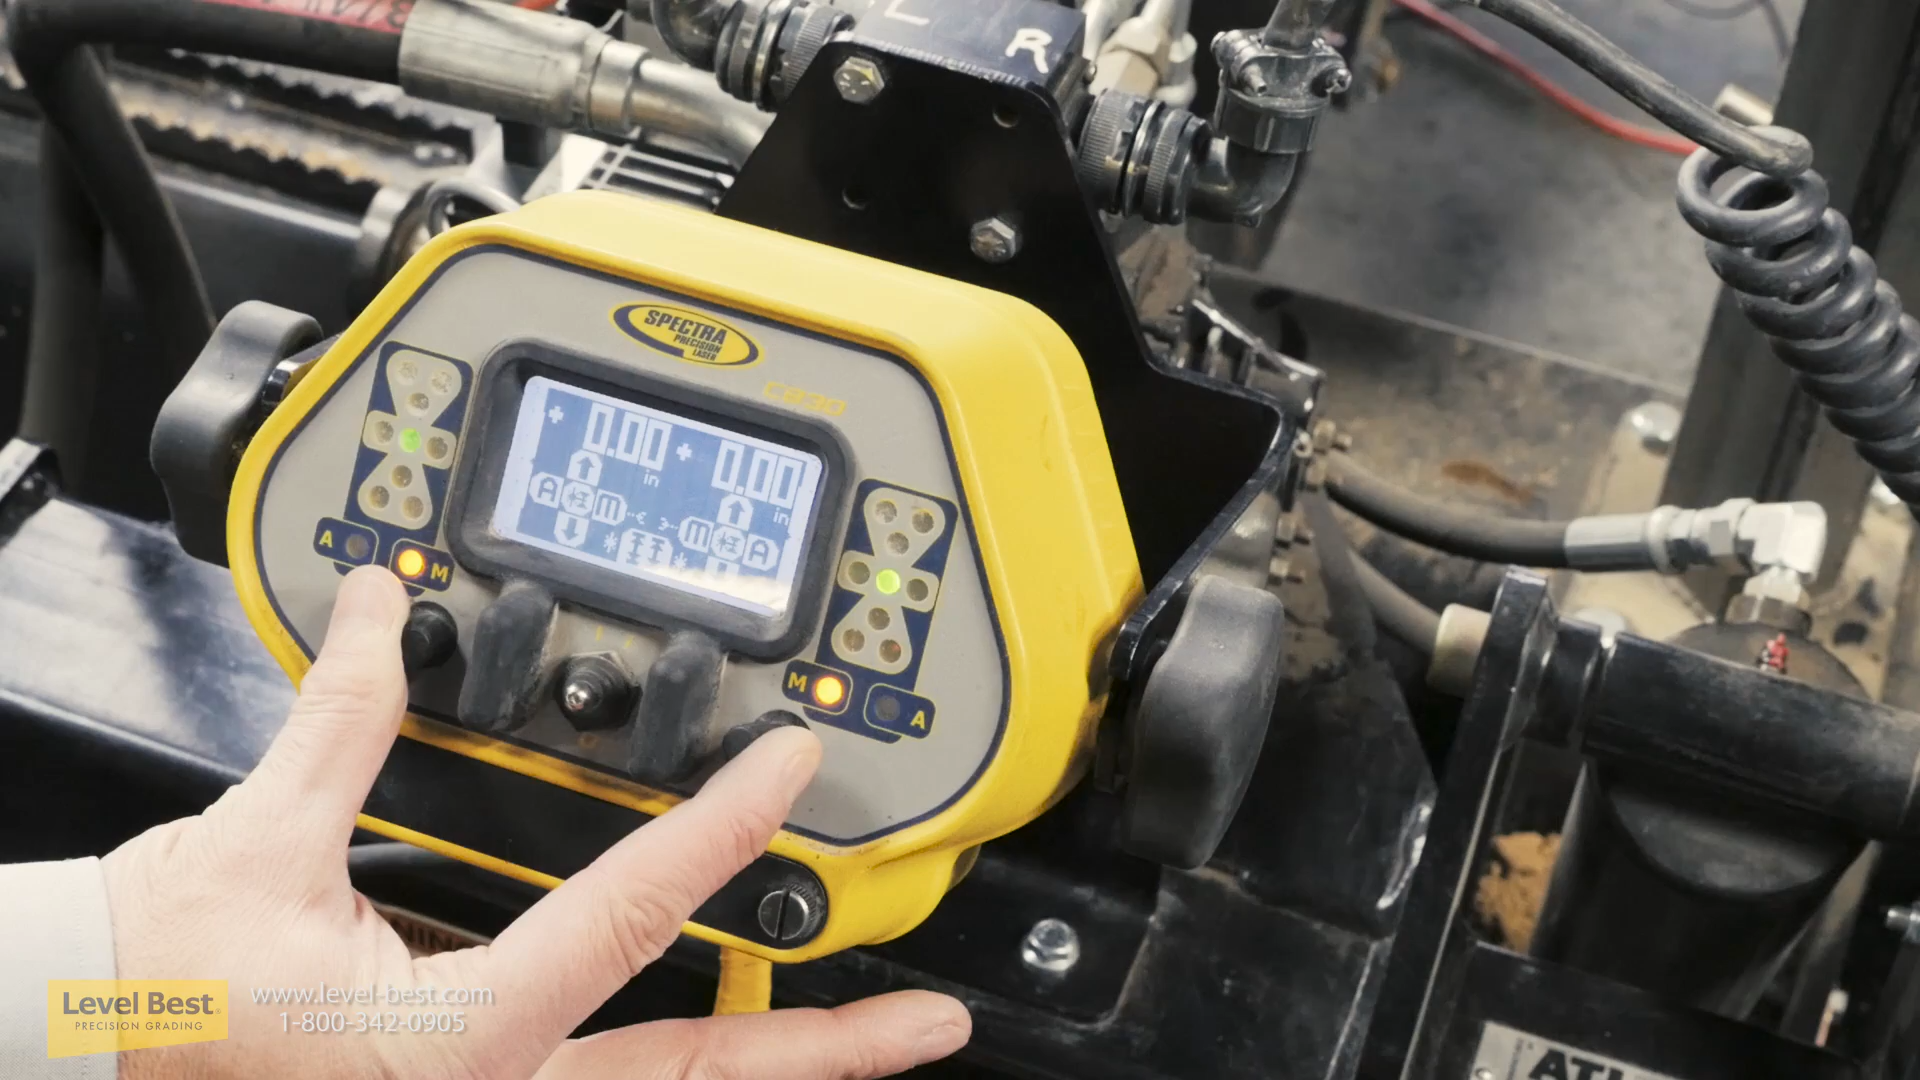 L
R
SPECTRA
PRECISION
LASER
CB30
+ 0.00 in + 0.00 in
A M M A
A M
M A
Level Best
PRECISION GRADING
www.level-best.com
1-800-342-0905